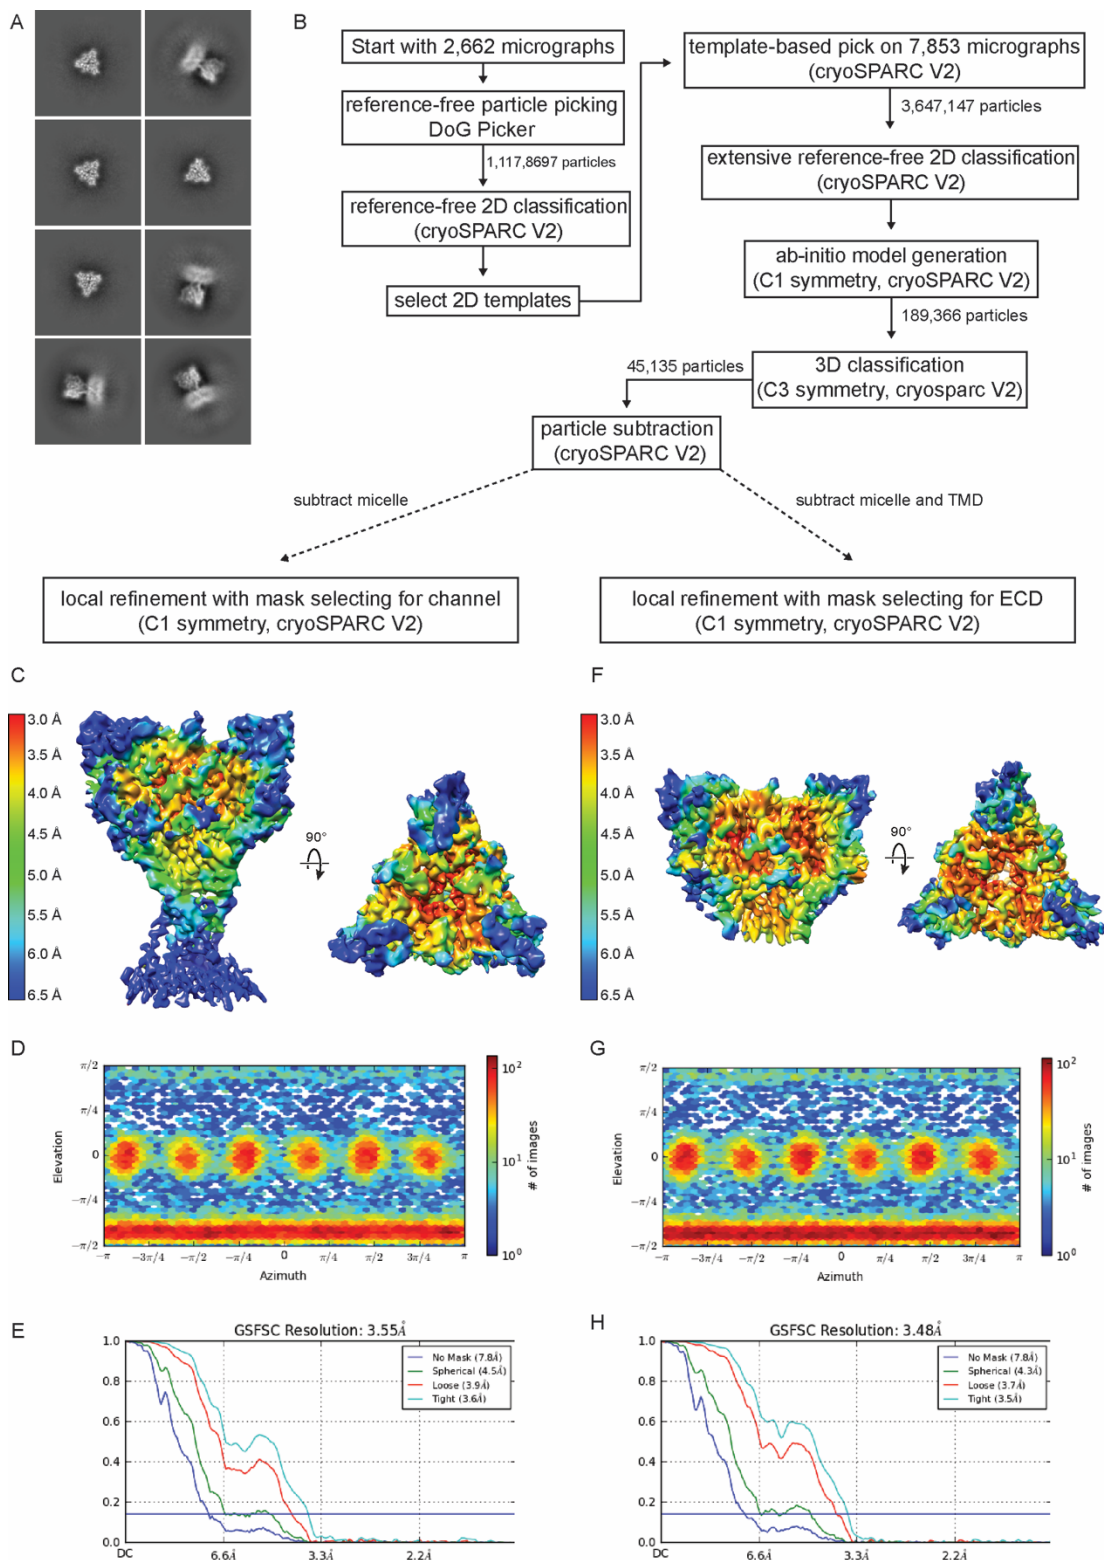 A
B
Start with 2,662 micrographs
reference-free particle picking
DoG Picker
1,117,8697 particles
reference-free 2D classification
(cryoSPARC V2)
select 2D templates
template-based pick on 7,853 micrographs
(cryoSPARC V2)
3,647,147 particles
extensive reference-free 2D classification
(cryoSPARC V2)
ab-initio model generation
(C1 symmetry, cryoSPARC V2)
189,366 particles
3D classification
(C3 symmetry, cryosparc V2)
45,135 particles
particle subtraction
(cryoSPARC V2)
subtract micelle
subtract micelle and TMD
local refinement with mask selecting for channel
(C1 symmetry, cryoSPARC V2)
local refinement with mask selecting for ECD
(C1 symmetry, cryoSPARC V2)
C
3.0 Å
3.5 Å
4.0 Å
4.5 Å
5.0 Å
5.5 Å
6.0 Å
6.5 Å
90°
F
3.0 Å
3.5 Å
4.0 Å
4.5 Å
5.0 Å
5.5 Å
6.0 Å
6.5 Å
90°
D
π/2
π/4
0
−π/4
−π/2
Elevation
−π
−3π/4
−π/2
−π/4
0
π/4
π/2
3π/4
π
Azimuth
10²
10¹
10⁰
# of images
G
π/2
π/4
0
−π/4
−π/2
Elevation
−π
−3π/4
−π/2
−π/4
0
π/4
π/2
3π/4
π
Azimuth
10²
10¹
10⁰
# of images
E
GSFSC Resolution: 3.55Å
1.0
0.8
0.6
0.4
0.2
0.0
No Mask (7.8Å)
Spherical (4.5Å)
Loose (3.9Å)
Tight (3.6Å)
DC
6.6Å
3.3Å
2.2Å
H
GSFSC Resolution: 3.48Å
1.0
0.8
0.6
0.4
0.2
0.0
No Mask (7.8Å)
Spherical (4.3Å)
Loose (3.7Å)
Tight (3.5Å)
DC
6.6Å
3.3Å
2.2Å